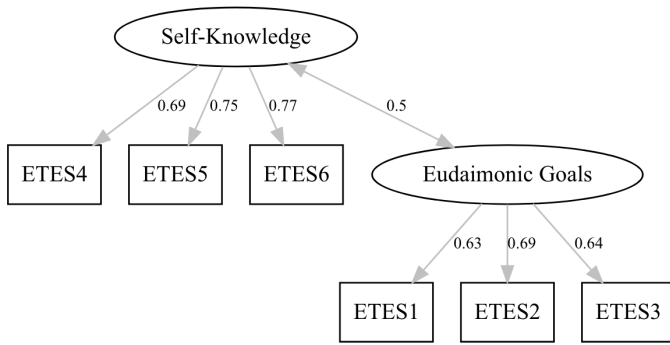 Self-Knowledge
0.69 0.75 0.77 0.5
ETES4 ETES5 ETES6 Eudaimonic Goals
0.63 0.69 0.64
ETES1 ETES2 ETES3